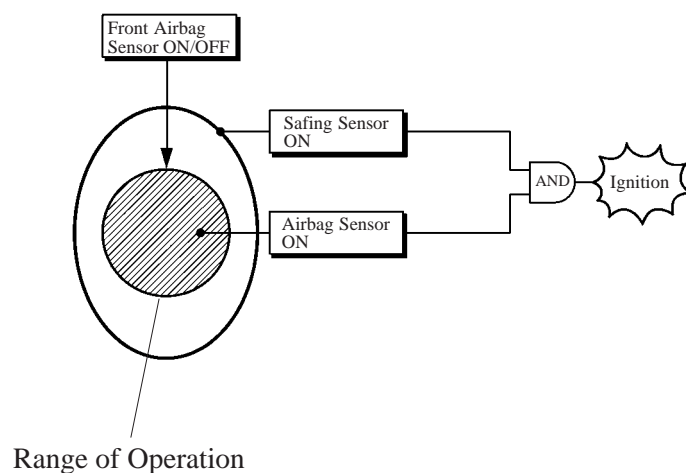 Front Airbag
Sensor ON/OFF
Safing Sensor
ON
AND
Ignition
Airbag Sensor
ON
Range of Operation